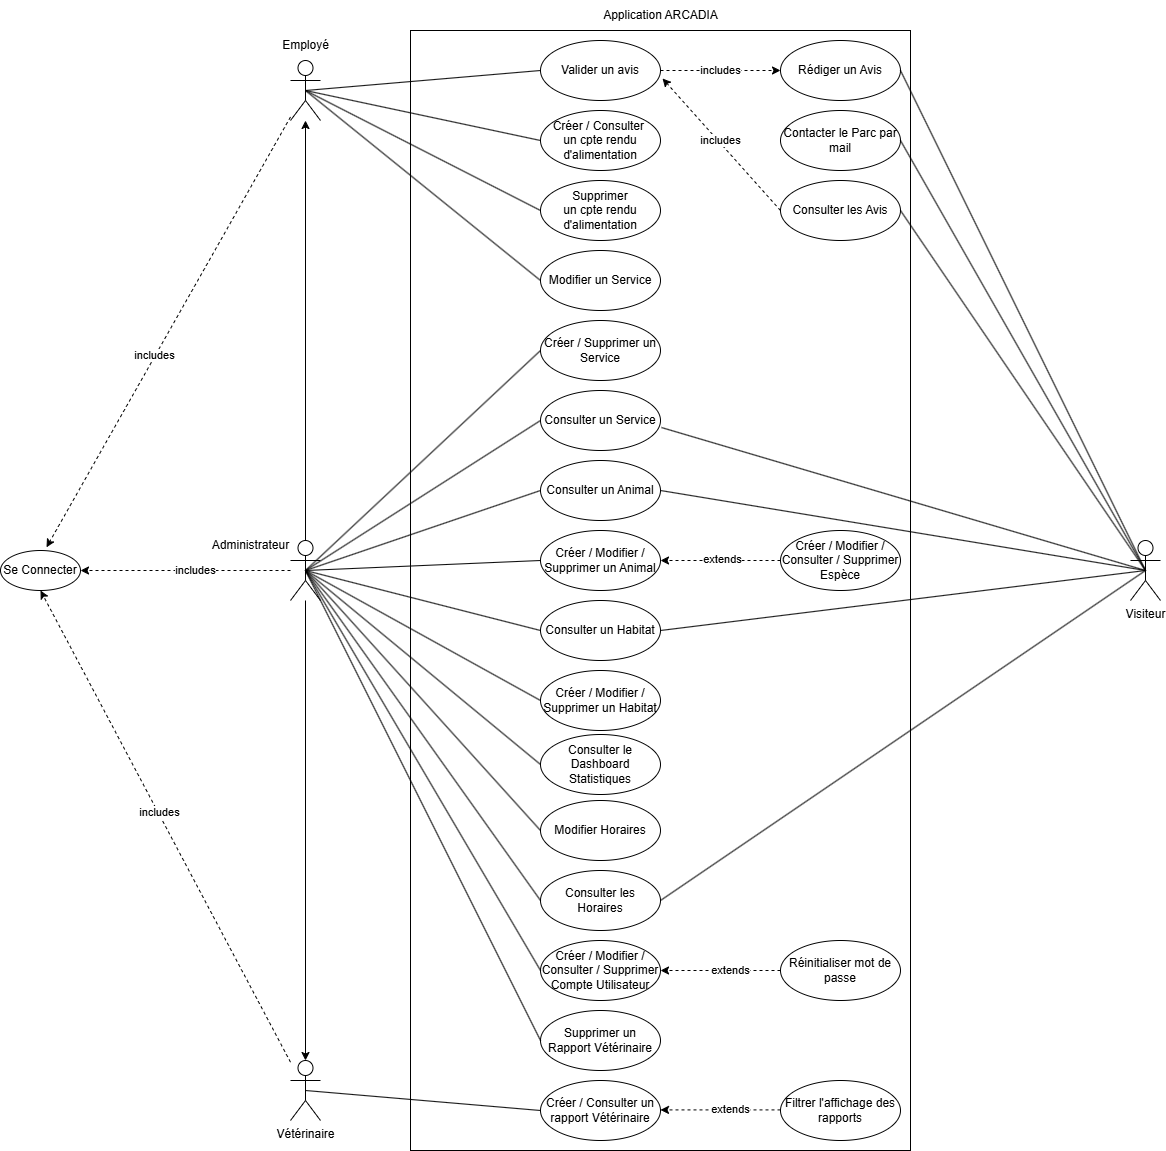 Application ARCADIA
Employé
Valider un avis
includes
Rédiger un Avis
Créer / Consulter
un cpte rendu
d'alimentation
includes
Contacter le Parc par
mail
Supprimer
un cpte rendu
d'alimentation
Consulter les Avis
Modifier un Service
includes
Créer / Supprimer un
Service
Consulter un Service
Consulter un Animal
Administrateur
Créer / Modifier /
Supprimer un Animal
extends
Créer / Modifier /
Consulter / Supprimer
Espèce
Se Connecter
includes
Visiteur
Consulter un Habitat
Créer / Modifier /
Supprimer un Habitat
Consulter le
Dashboard
Statistiques
includes
Modifier Horaires
Consulter les
Horaires
Créer / Modifier /
Consulter / Supprimer
Compte Utilisateur
extends
Réinitialiser mot de
passe
Supprimer un
Rapport Vétérinaire
Créer / Consulter un
rapport Vétérinaire
extends
Filtrer l'affichage des
rapports
Vétérinaire